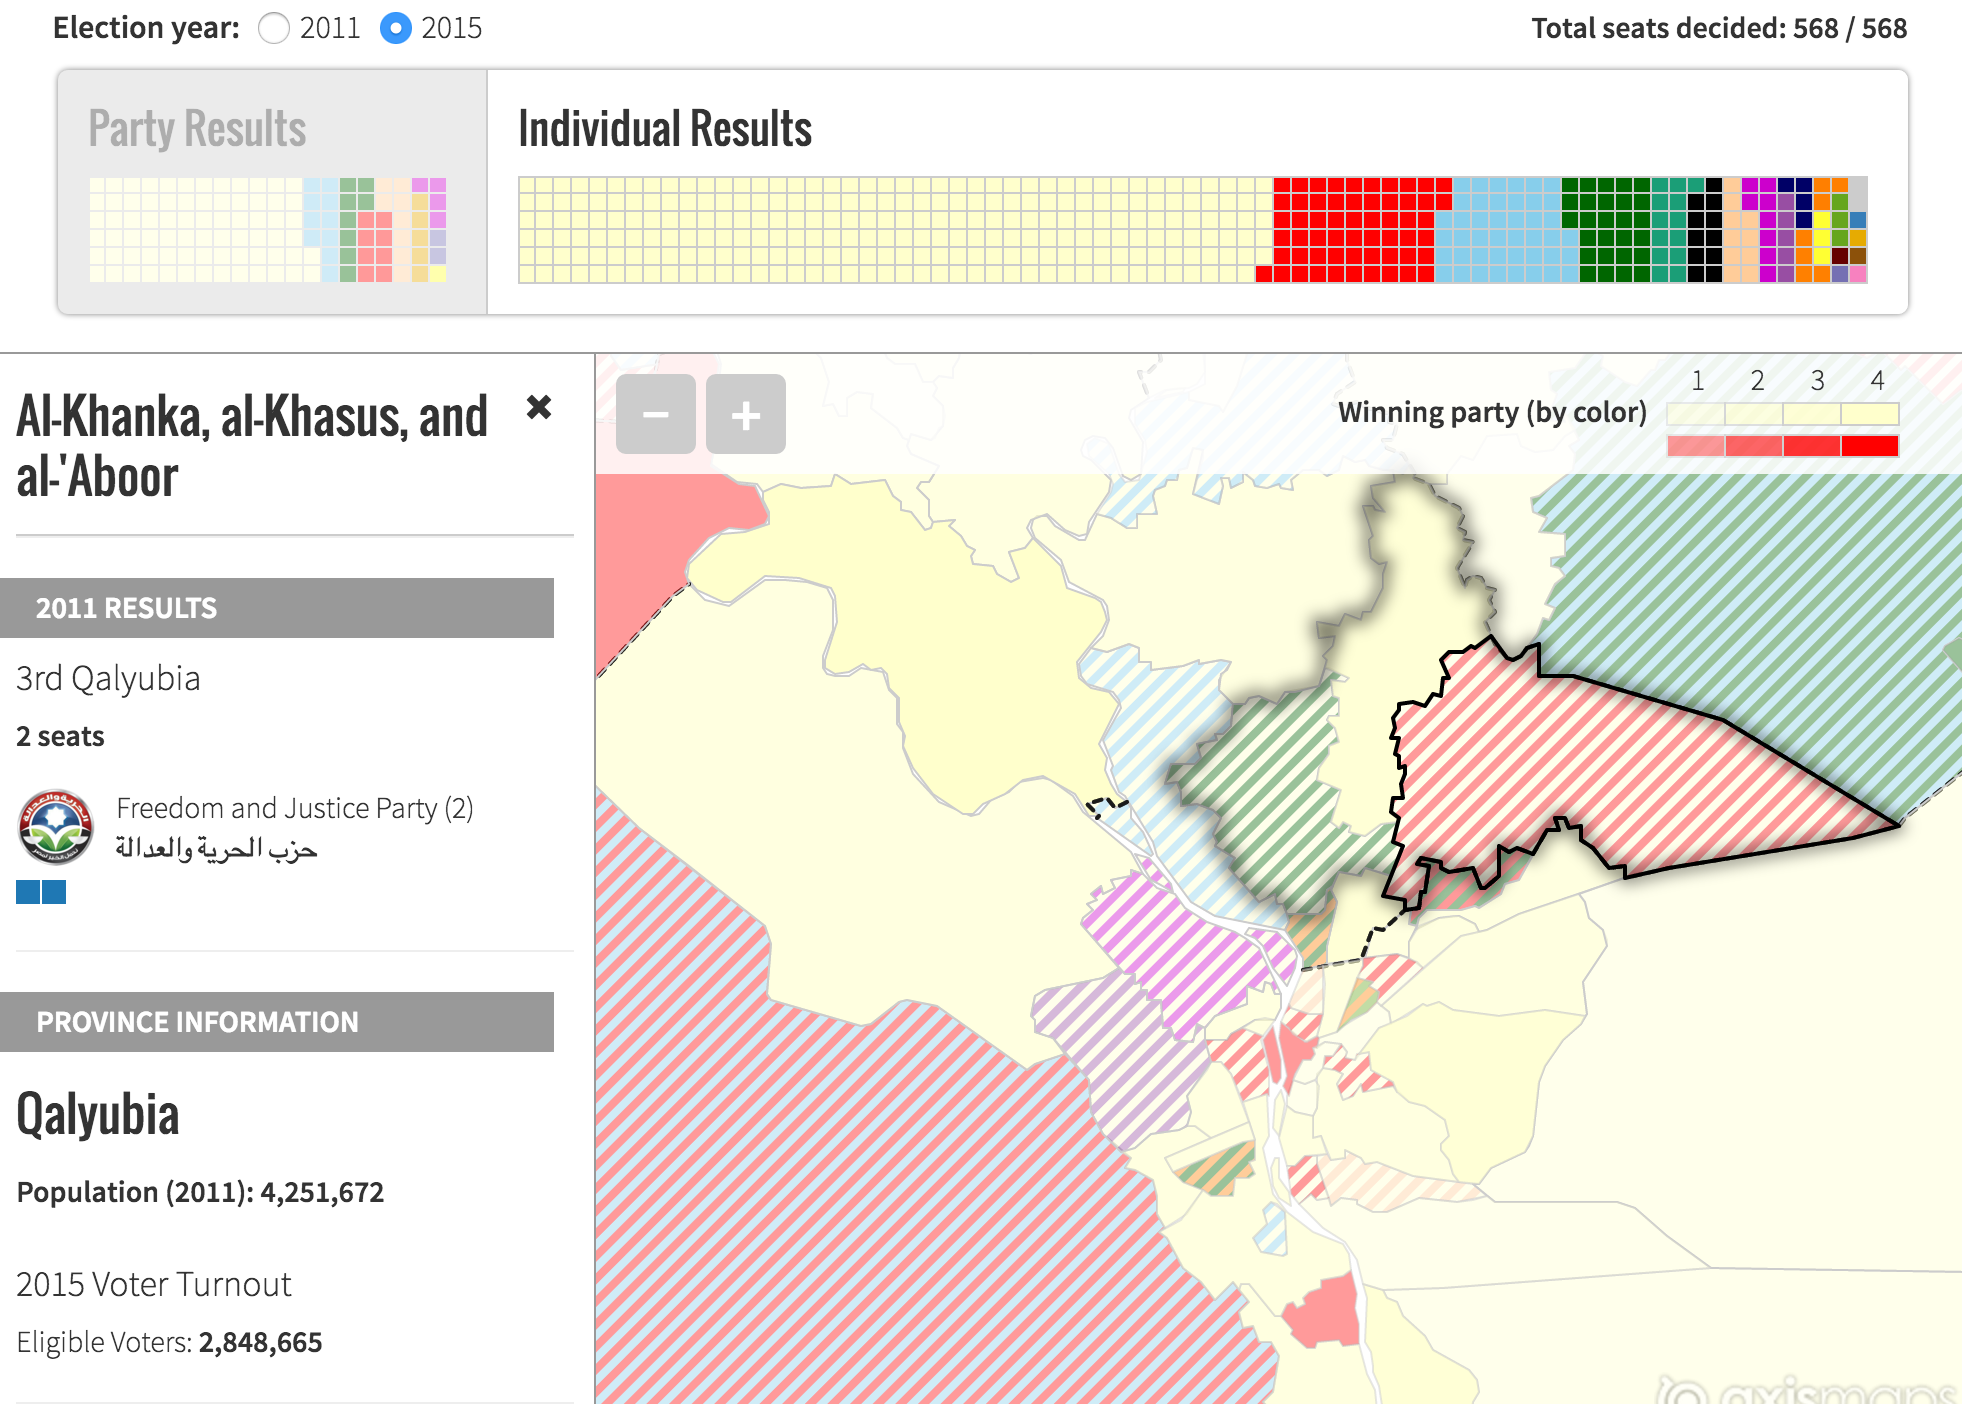 Election year: 2011 2015
Total seats decided: 568 / 568
Party Results
Individual Results
Al-Khanka, al-Khasus, and
al-'Aboor
2011 RESULTS
3rd Qalyubia
2 seats
Freedom and Justice Party (2)
حزب الحرية والعدالة
PROVINCE INFORMATION
Qalyubia
Population (2011): 4,251,672
2015 Voter Turnout
Eligible Voters: 2,848,665
1 2 3 4
Winning party (by color)
axismaps